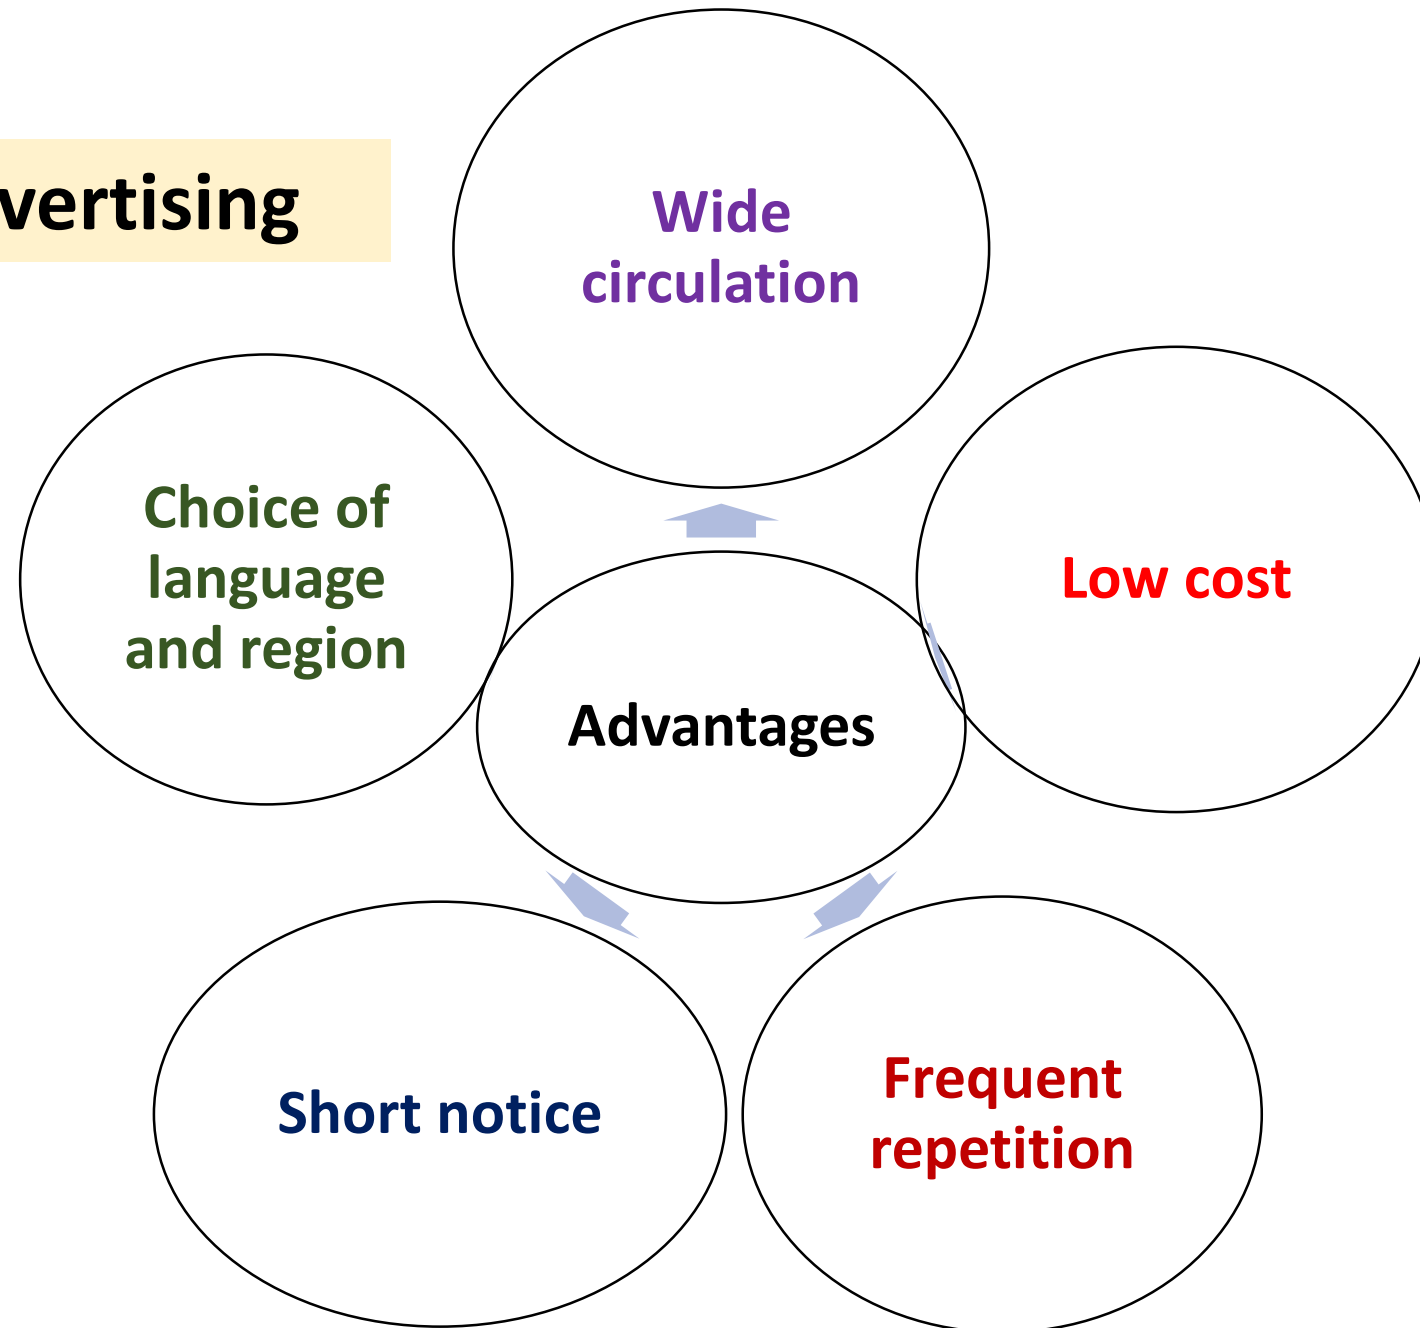 vertising
Wide
circulation
Low cost
Frequent
repetition
Short notice
Choice of
language
and region
Advantages